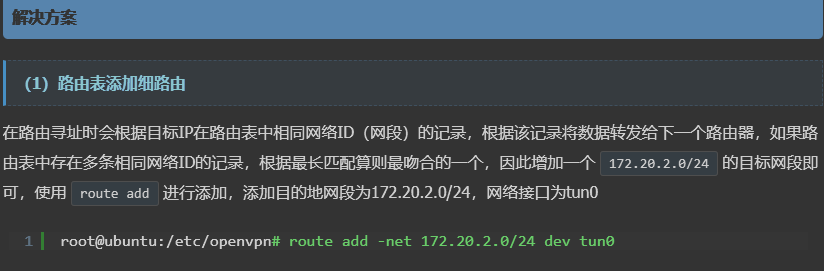 解决方案
（1）路由表添加细路由
在路由寻址时会根据目标IP在路由表中相同网络ID（网段）的记录，根据该记录将数据转发给下一个路由器，如果路
由表中存在多条相同网络ID的记录，根据最长匹配算则最吻合的一个，因此增加一个 172.20.2.0/24 的目标网段即
可，使用 route add 进行添加，添加目的地网段为172.20.2.0/24，网络接口为tun0
1 root@ubuntu:/etc/openvpn# route add -net 172.20.2.0/24 dev tun0